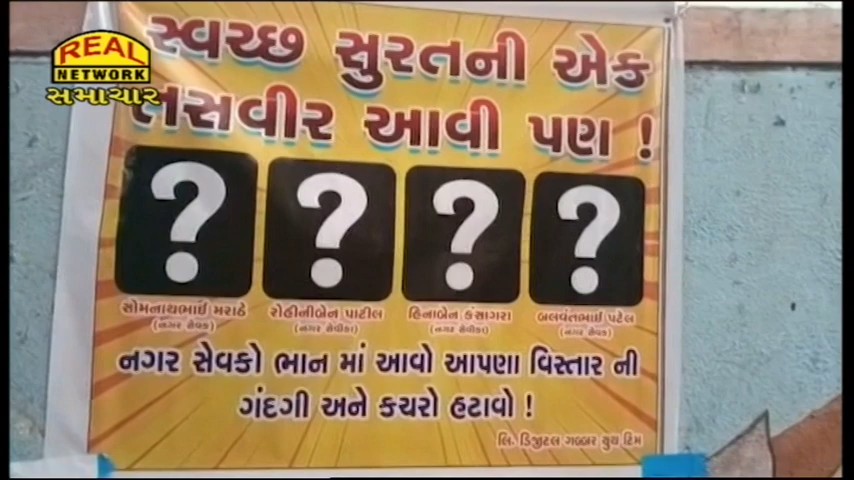 REAL
NETWORK
સમાચાર
સ્વચ્છ સુરતની એક
તસવીર આવી પણ !
? ? ? ?
સોમનાથભાઈ મરાઠે
(નગર સેવક)
રોહીનીબેન પાટીલ
(નગર સેવીકા)
હિનાબેન કંસાગરા
(નગર સેવીકા)
બલવંતભાઈ પટેલ
(નગર સેવક)
નગર સેવકો ભાન માં આવો આપણા વિસ્તાર ની
ગંદગી અને કચરો હટાવો !
લિ. ડિજીટલ ગબ્બર યુથ ટિમ